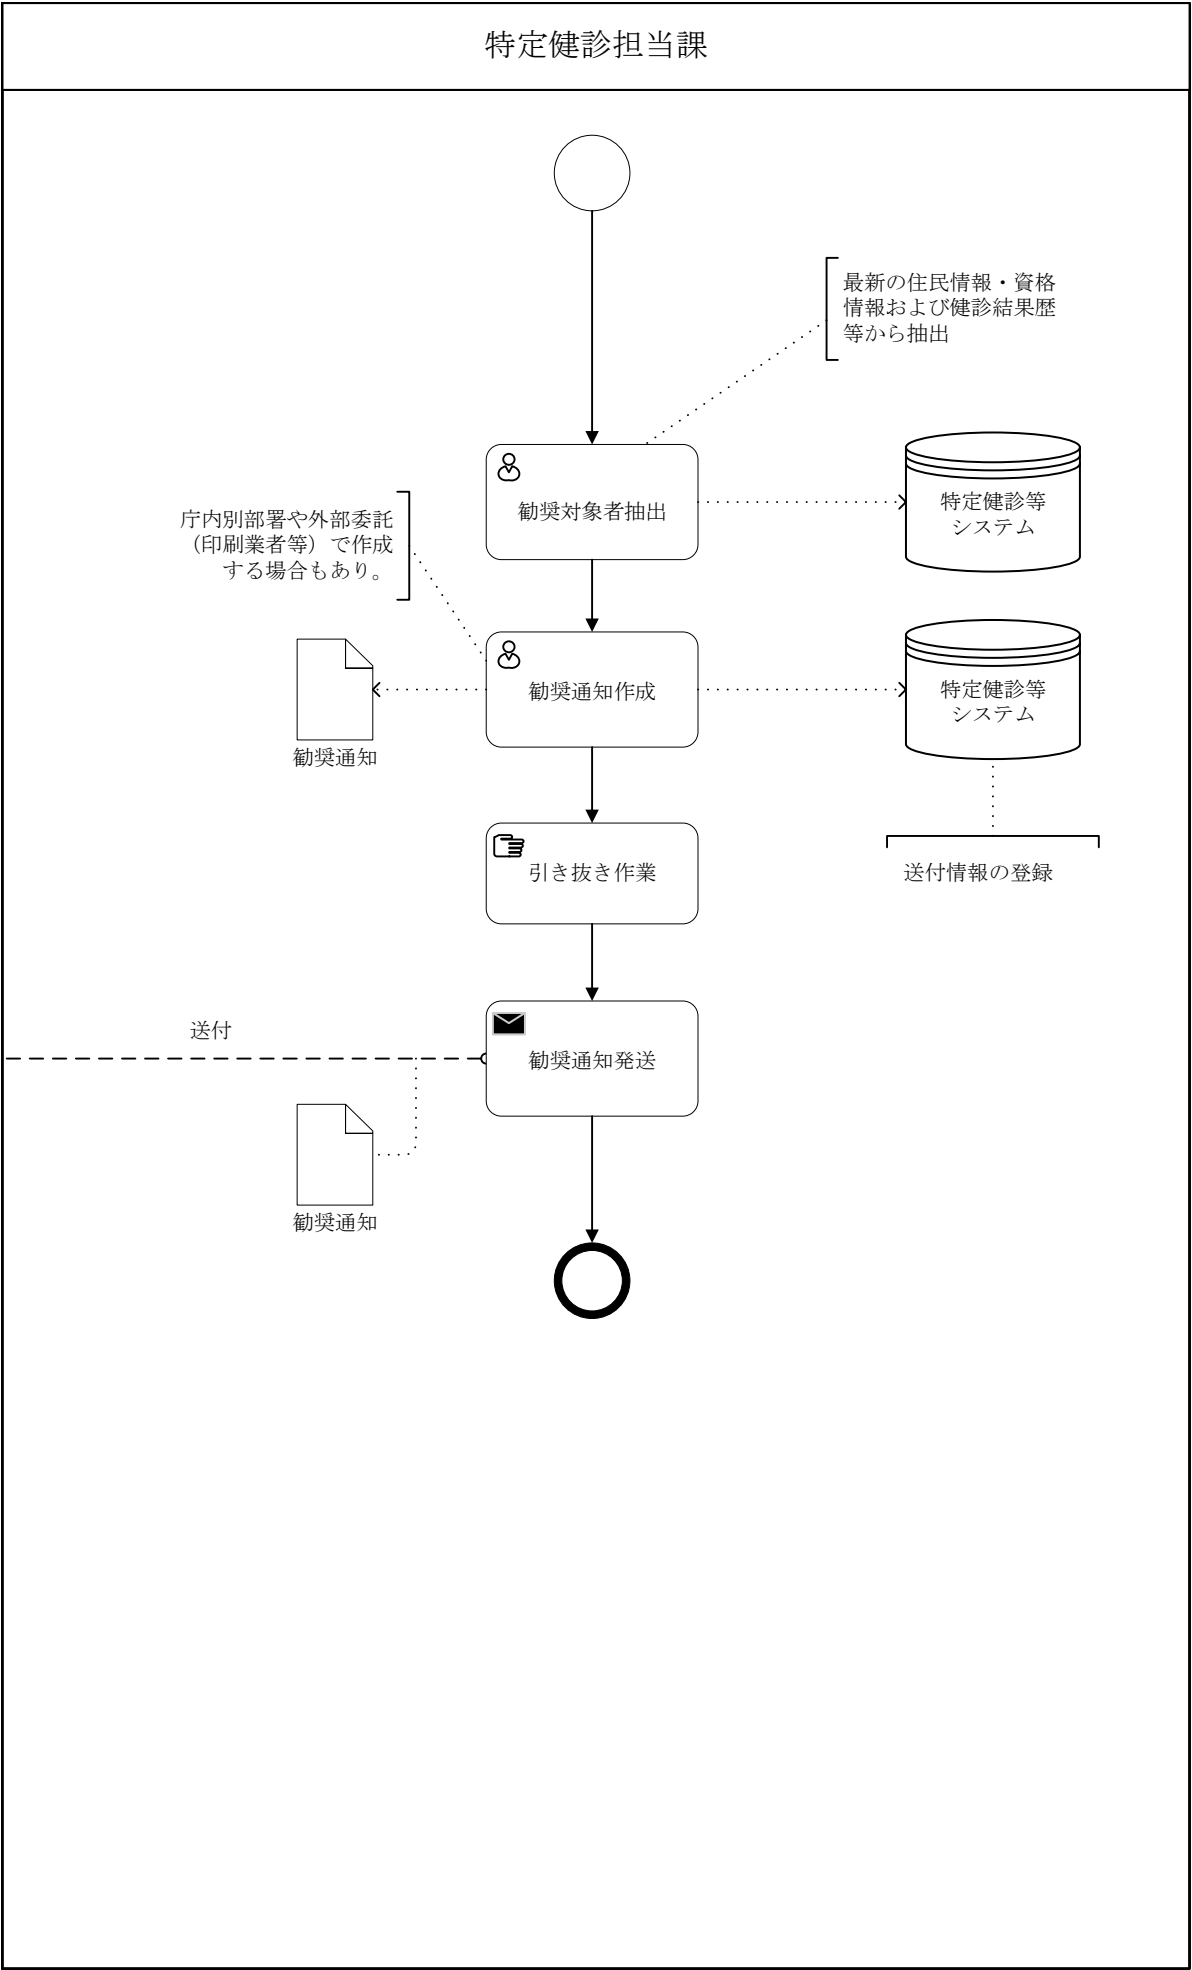 特定健診担当課
最新の住民情報・資格
情報および健診結果歴
等から抽出
勧奨対象者抽出
特定健診等
システム
庁内別部署や外部委託
（印刷業者等）で作成
する場合もあり。
勧奨通知作成
特定健診等
システム
勧奨通知
引き抜き作業
送付情報の登録
送付
勧奨通知発送
勧奨通知